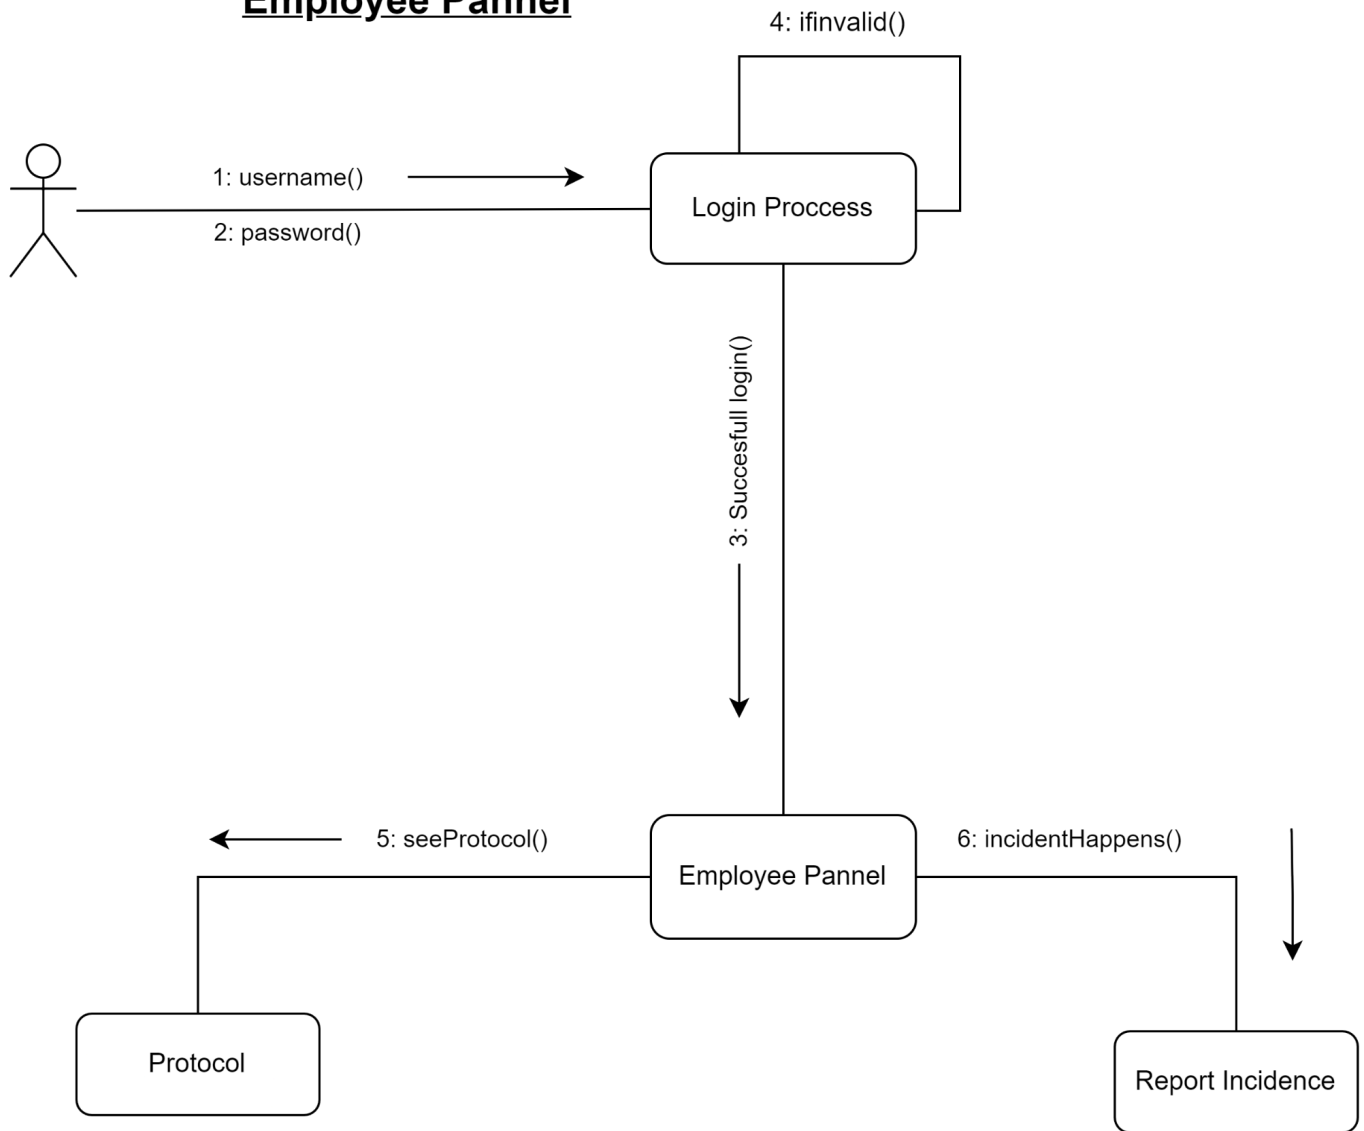 Employee Pannel
4: ifinvalid()
1: username()
Login Proccess
2: password()
3: Succesfull login()
5: seeProtocol()
6: incidentHappens()
Employee Pannel
Protocol
Report Incidence